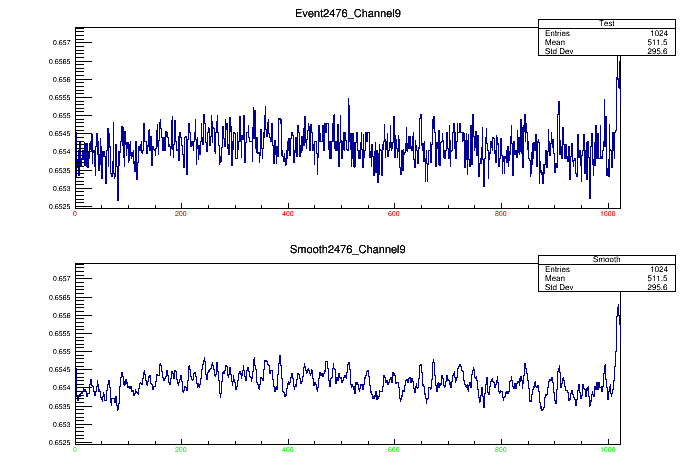 Event2476_Channel9
Test
Entries 1024
Mean 511.5
Std Dev 295.6
0.657
0.6565
0.656
0.6555
0.655
0.6545
0.654
0.6535
0.653
0.6525
0 200 400 600 800 1000
Smooth2476_Channel9
Smooth
Entries 1024
Mean 511.5
Std Dev 295.6
0.657
0.6565
0.656
0.6555
0.655
0.6545
0.654
0.6535
0.653
0.6525
0 200 400 600 800 1000